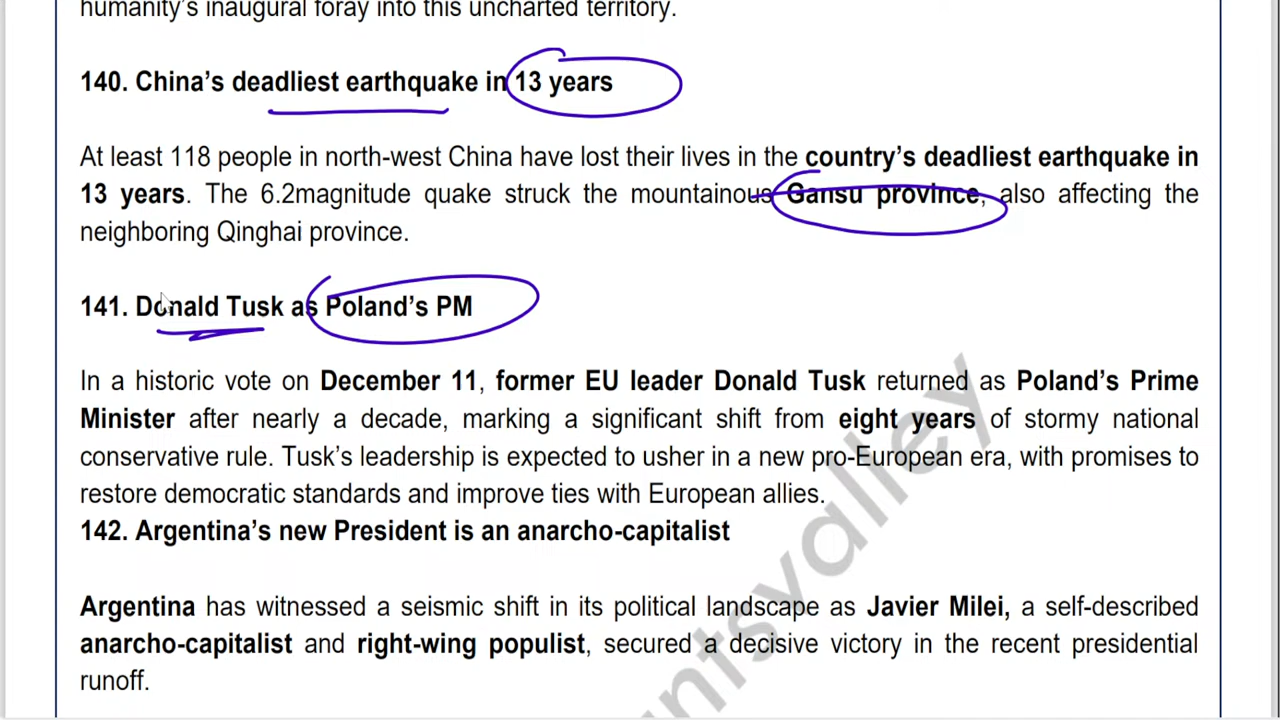 humanity's inaugural foray into this uncharted territory.
140. China's deadliest earthquake in 13 years
At least 118 people in north-west China have lost their lives in the country's deadliest earthquake in
13 years. The 6.2magnitude quake struck the mountainous Gansu province, also affecting the
neighboring Qinghai province.
141. Donald Tusk as Poland's PM
In a historic vote on December 11, former EU leader Donald Tusk returned as Poland's Prime
Minister after nearly a decade, marking a significant shift from eight years of stormy national
conservative rule. Tusk's leadership is expected to usher in a new pro-European era, with promises to
restore democratic standards and improve ties with European allies.
142. Argentina's new President is an anarcho-capitalist
Argentina has witnessed a seismic shift in its political landscape as Javier Milei, a self-described
anarcho-capitalist and right-wing populist, secured a decisive victory in the recent presidential
runoff.
ntsvalley